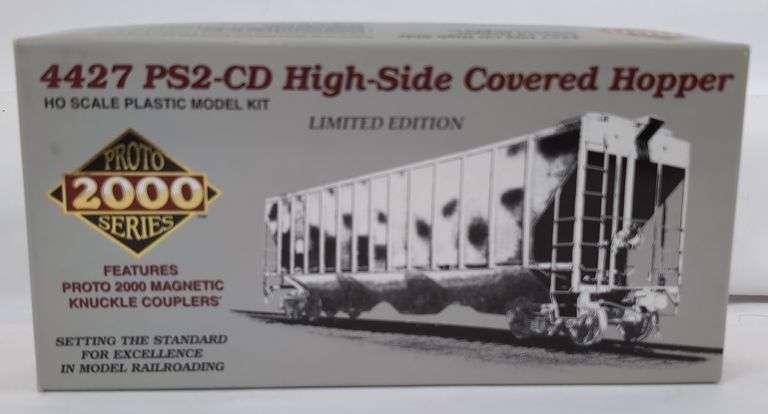 4427 PS2-CD High-Side Covered Hopper
HO SCALE PLASTIC MODEL KIT
LIMITED EDITION
PROTO
2000
SERIES
FEATURES
PROTO 2000 MAGNETIC
KNUCKLE COUPLERS
SETTING THE STANDARD
FOR EXCELLENCE
IN MODEL RAILROADING